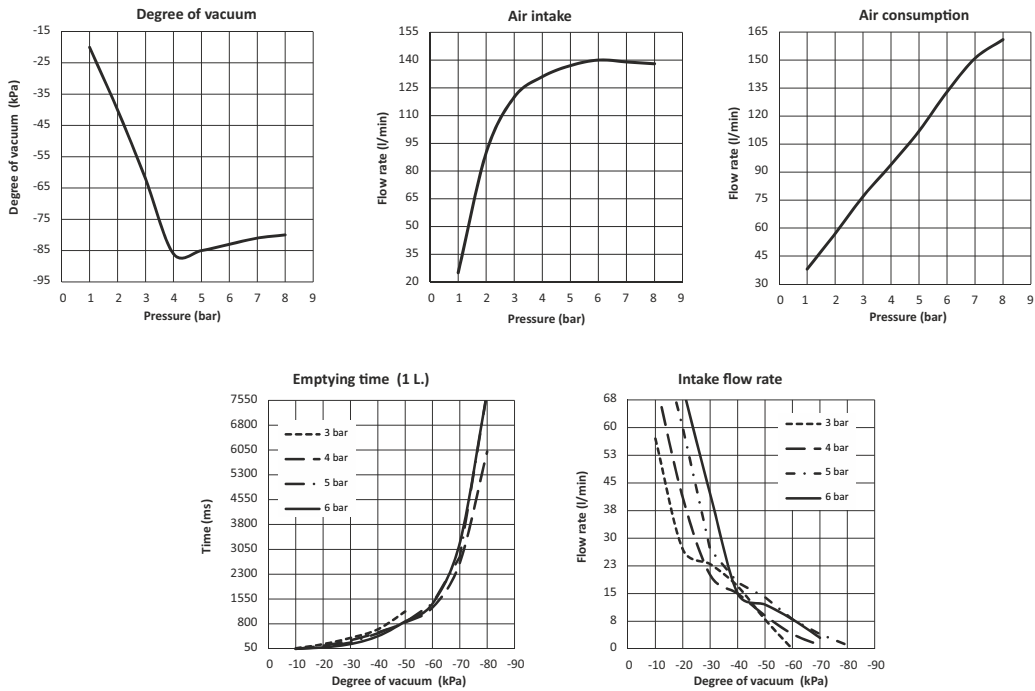 Degree of vacuum
-15
-25
-35
-45
-55
-65
-75
-85
-95
Degree of vacuum (kPa)
0 1 2 3 4 5 6 7 8 9
Pressure (bar)
Air intake
155
140
125
110
95
80
65
50
35
20
Flow rate (l/min)
0 1 2 3 4 5 6 7 8 9
Pressure (bar)
Air consumption
165
150
135
120
105
90
75
60
45
30
Flow rate (l/min)
0 1 2 3 4 5 6 7 8 9
Pressure (bar)
Emptying time (1 L.)
7550
6800
6050
5300
4550
3800
3050
2300
1550
800
50
Time (ms)
3 bar
4 bar
5 bar
6 bar
0 -10 -20 -30 -40 -50 -60 -70 -80 -90
Degree of vacuum (kPa)
Intake flow rate
68
60
53
45
38
30
23
15
8
0
Flow rate (l/min)
3 bar
4 bar
5 bar
6 bar
0 -10 -20 -30 -40 -50 -60 -70 -80 -90
Degree of vacuum (kPa)